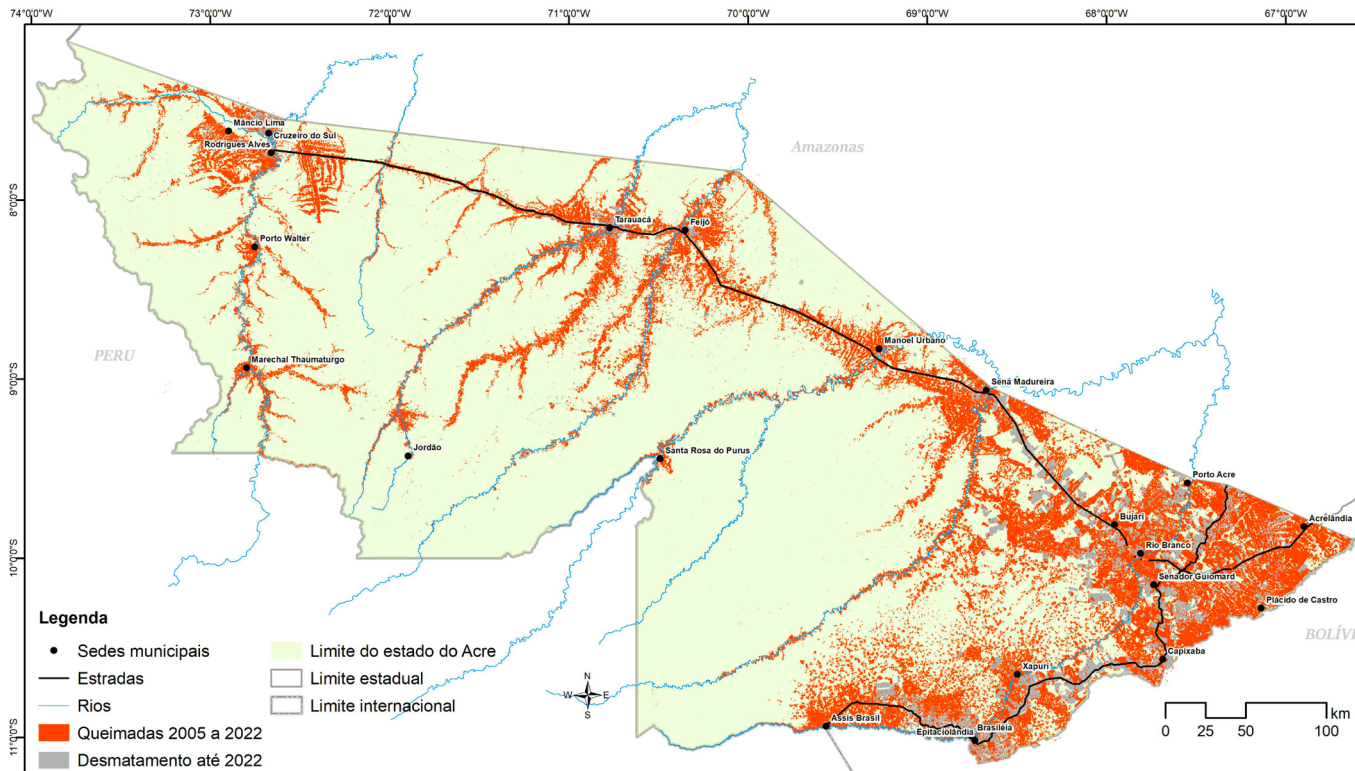 74°0'0"W
73°0'0"W
72°0'0"W
71°0'0"W
70°0'0"W
69°0'0"W
68°0'0"W
67°0'0"W
8°0'0"S
9°0'0"S
10°0'0"S
11°0'0"S
Amazonas
PERU
BOLÍVI
Mâncio Lima
Cruzeiro do Sul
Rodrigues Alves
Porto Walter
Marechal Thaumaturgo
Jordão
Tarauacá
Feijó
Manoel Urbano
Santa Rosa do Purus
Sena Madureira
Porto Acre
Bujari
Acrelândia
Rio Branco
Senador Guiomard
Plácido de Castro
Capixaba
Xapuri
Assis Brasil
Epitaciolândia
Brasiléia
N
W E
S
0 25 50 100
km
Legenda
Sedes municipais
Estradas
Rios
Queimadas 2005 a 2022
Desmatamento até 2022
Limite do estado do Acre
Limite estadual
Limite internacional